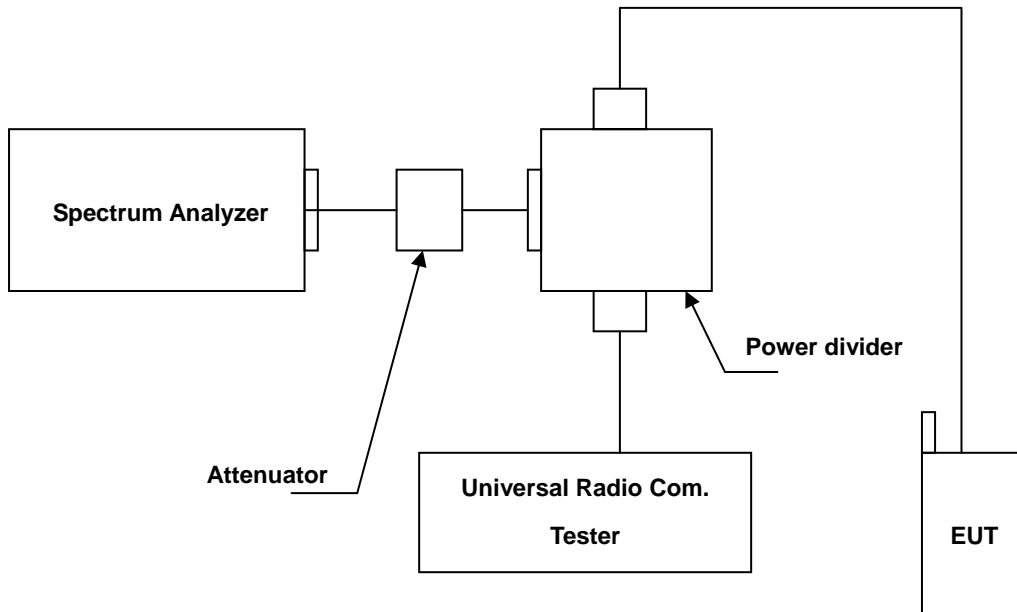 Spectrum Analyzer
Power divider
Attenuator
Universal Radio Com.
Tester
EUT